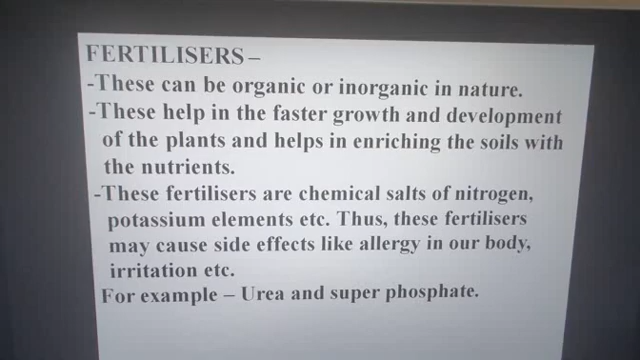 FERTILISERS –
-These can be organic or inorganic in nature.
-These help in the faster growth and development
of the plants and helps in enriching the soils with
the nutrients.
-These fertilisers are chemical salts of nitrogen,
potassium elements etc. Thus, these fertilisers
may cause side effects like allergy in our body,
irritation etc.
For example – Urea and super phosphate.